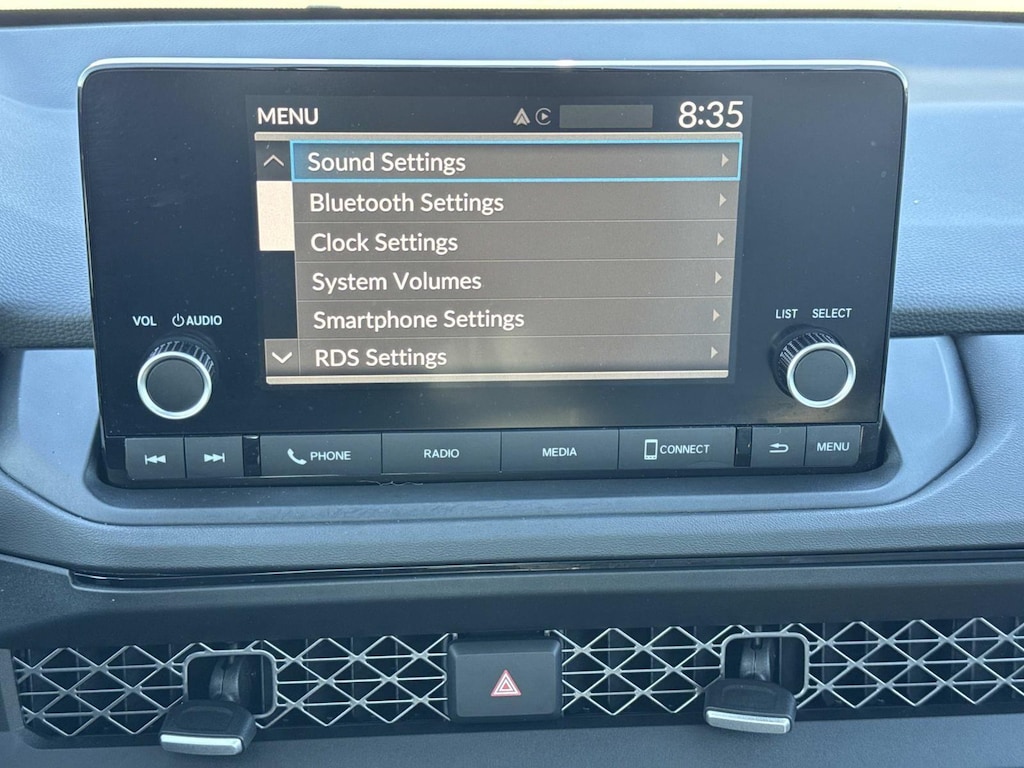 MENU 8:35
Sound Settings
Bluetooth Settings
Clock Settings
System Volumes
Smartphone Settings
RDS Settings
VOL AUDIO
LIST SELECT
PHONE
RADIO
MEDIA
CONNECT
MENU